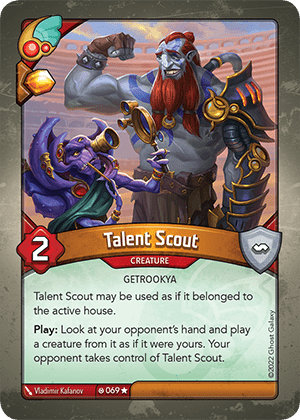 2
Talent Scout
CREATURE
GETROOKYA
Talent Scout may be used as if it belonged to
the active house.
Play: Look at your opponent's hand and play
a creature from it as if it were yours. Your
opponent takes control of Talent Scout.
Vladimir Kafanov
069
©2022 Ghost Galaxy